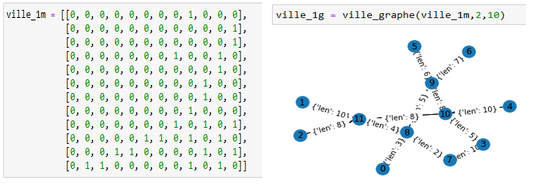 ville_1m = [[0, 0, 0, 0, 0, 0, 0, 0, 1, 0, 0, 0],
[0, 0, 0, 0, 0, 0, 0, 0, 0, 0, 0, 1],
[0, 0, 0, 0, 0, 0, 0, 0, 0, 0, 0, 1],
[0, 0, 0, 0, 0, 0, 0, 1, 0, 0, 1, 0],
[0, 0, 0, 0, 0, 0, 0, 0, 0, 0, 1, 0],
[0, 0, 0, 0, 0, 0, 0, 0, 0, 1, 0, 0],
[0, 0, 0, 0, 0, 0, 0, 0, 0, 1, 0, 0],
[0, 0, 0, 0, 0, 0, 0, 0, 1, 0, 0, 0],
[0, 0, 0, 0, 0, 0, 0, 1, 0, 1, 0, 1],
[0, 0, 0, 0, 0, 1, 1, 0, 1, 0, 1, 0],
[0, 0, 0, 1, 1, 0, 0, 0, 0, 1, 0, 1],
[0, 1, 1, 0, 0, 0, 0, 0, 1, 0, 1, 0]]
ville_1g = ville_graphe(ville_1m,2,10)
5
6
{'len': 7}
9
1
{'len': 10}
4
{'len': 10}
10
11
{'len': 8}
2
{'len': 8}
{'len': 4}
8
{'len': 5}
3
{'len': 2}
7
{'len': 3}
0